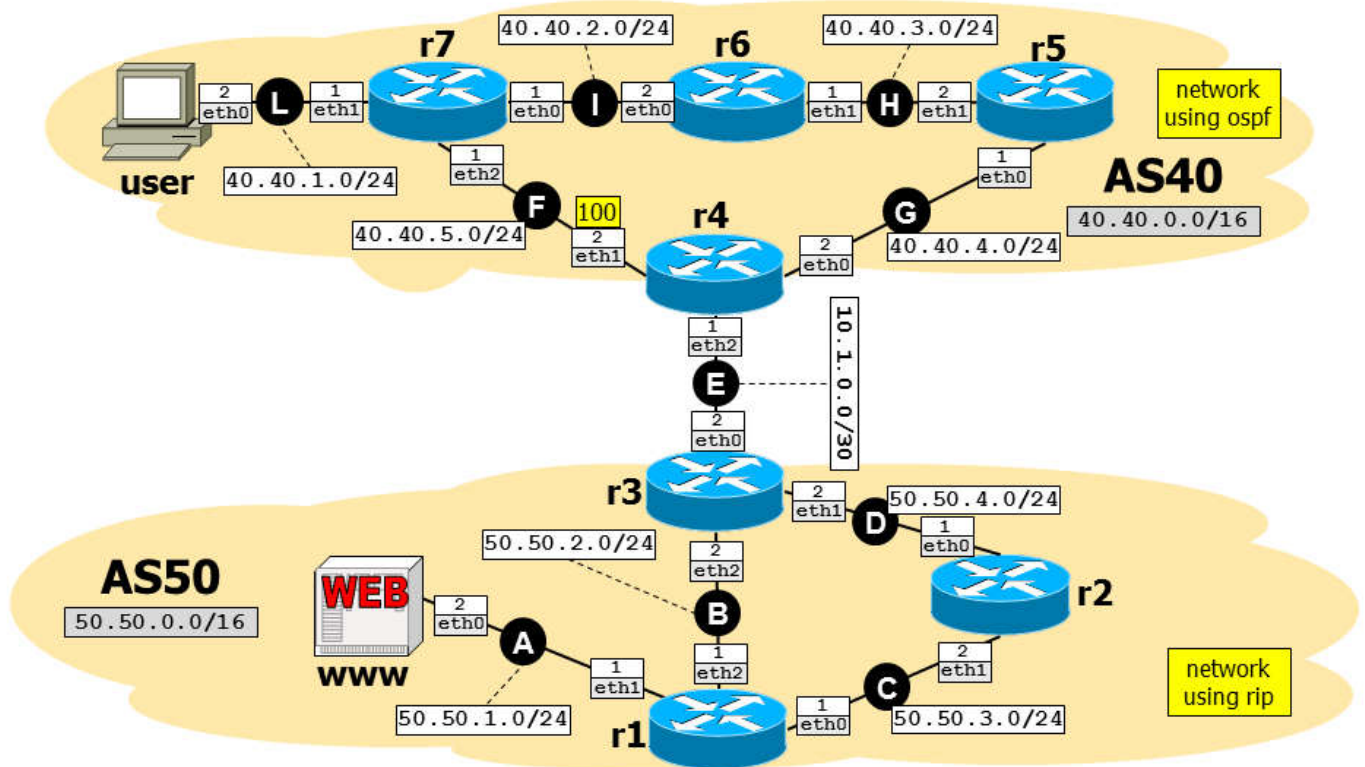 40.40.2.0/24
40.40.3.0/24
r7
r6
r5
2
eth0
L
1
eth1
1
eth0
I
2
eth0
1
eth1
H
2
eth1
network
using ospf
user
40.40.1.0/24
1
eth2
F
100
40.40.5.0/24
2
eth1
r4
1
eth0
G
2
eth0
40.40.4.0/24
AS40
40.40.0.0/16
1
eth2
E
10.1.0.0/30
2
eth0
r3
2
eth1
D
50.50.4.0/24
1
eth0
50.50.2.0/24
2
eth2
r2
AS50
50.50.0.0/16
WEB
www
2
eth0
A
B
1
eth2
2
eth1
1
eth1
C
1
eth0
50.50.1.0/24
50.50.3.0/24
r1
network
using rip